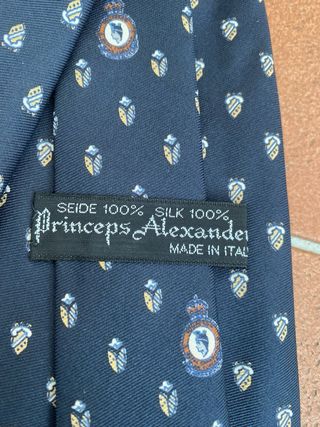 SEIDE 100% SILK 100%
Princeps Alexander
MADE IN ITAL